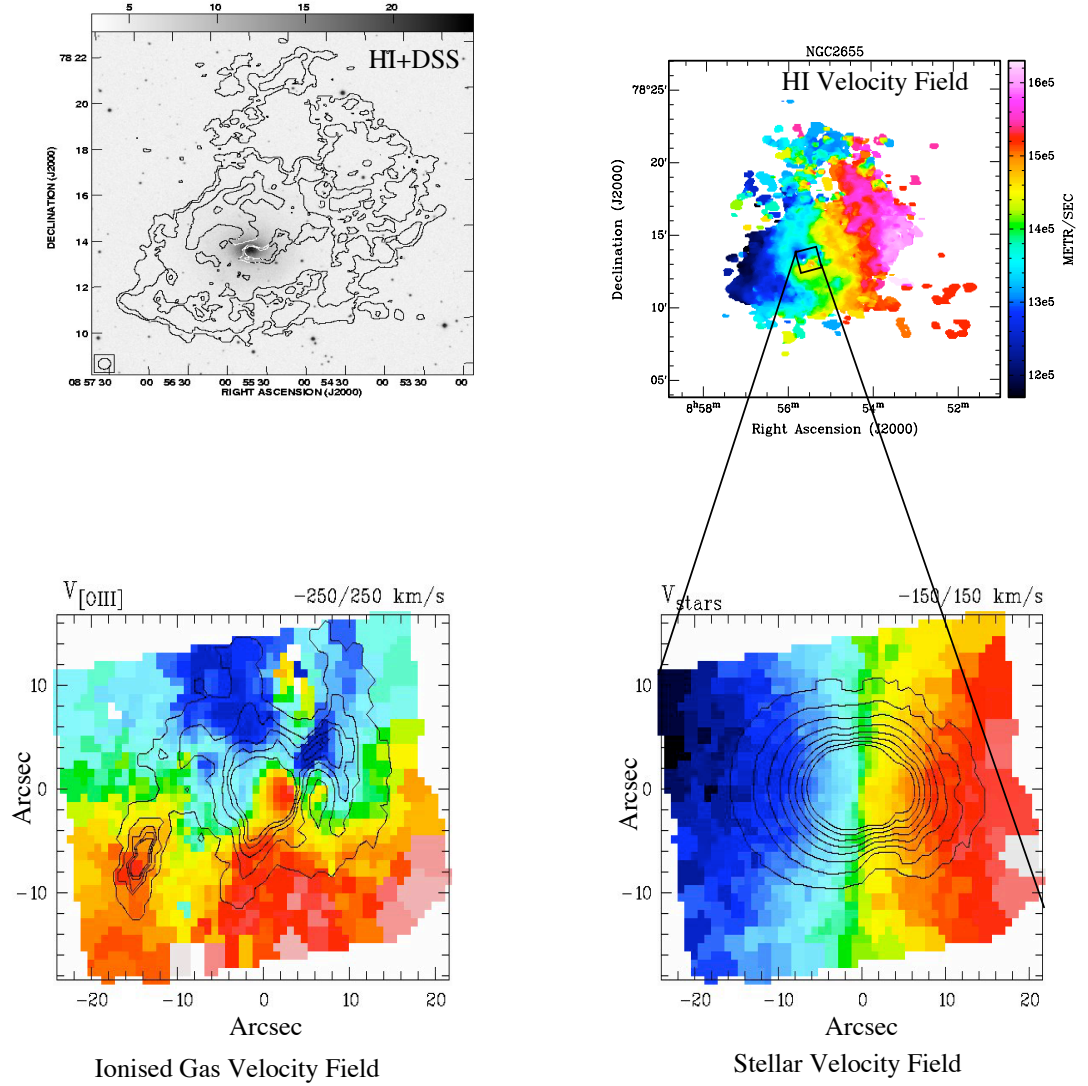 5 10 15 20
HI+DSS
78 22
20
18
16
14
12
10
DECLINATION (J2000)
08 57 30 00 56 30 00 55 30 00 54 30 00 53 30 00
RIGHT ASCENSION (J2000)
NGC2655
HI Velocity Field
78°25'
20'
15'
10'
05'
Declination (J2000)
8h58m 56m 54m 52m
Right Ascension (J2000)
16e5
15e5
14e5
13e5
12e5
METR/SEC
V[OIII] -250/250 km/s
10
0
-10
Arcsec
-20 -10 0 10 20
Arcsec
Ionised Gas Velocity Field
Vstars -150/150 km/s
10
0
-10
Arcsec
-20 -10 0 10 20
Arcsec
Stellar Velocity Field